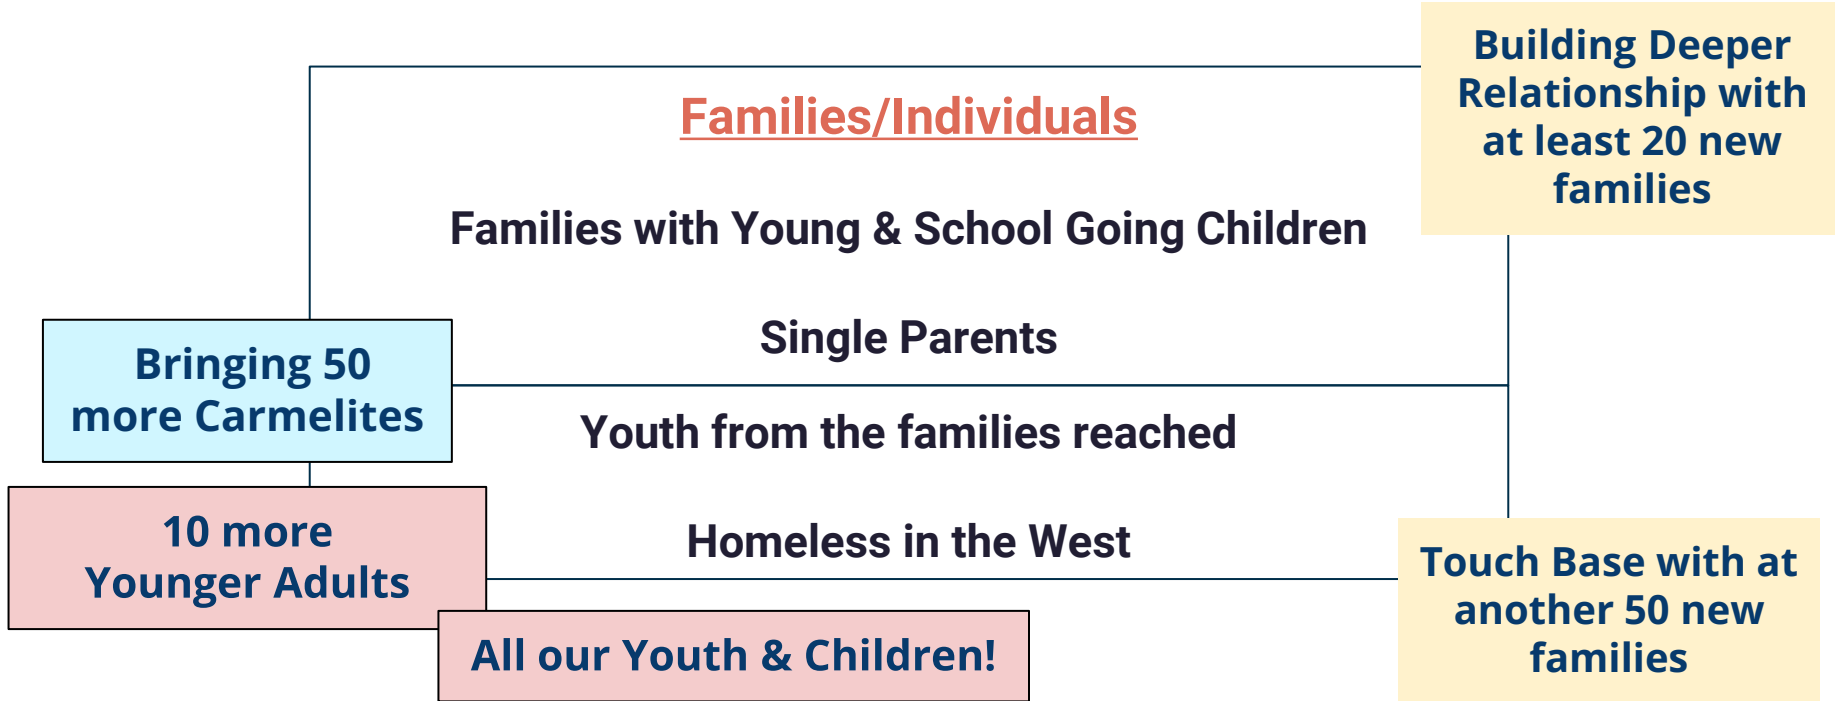 Building Deeper
Relationship with
at least 20 new
families
Families/Individuals
Families with Young & School Going Children
Single Parents
Bringing 50
more Carmelites
Youth from the families reached
10 more
Younger Adults
Homeless in the West
Touch Base with at
another 50 new
families
All our Youth & Children!